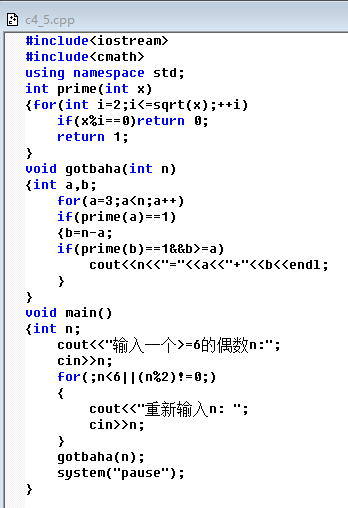 c4_5.cpp
#include<iostream>
#include<cmath>
using namespace std;
int prime(int x)
{for(int i=2;i<=sqrt(x);++i)
    if(x%i==0)return 0;
    return 1;
}
void gotbaha(int n)
{int a,b;
    for(a=3;a<n;a++)
    if(prime(a)==1)
    {b=n-a;
    if(prime(b)==1&&b>=a)
        cout<<n<<"="<<a<<"+"<<b<<endl;
    }
}
void main()
{int n;
    cout<<"输入一个>=6的偶数n:";
    cin>>n;
    for(;n<6||(n%2)!=0;)
    {
        cout<<"重新输入n: ";
        cin>>n;
    }
    gotbaha(n);
    system("pause");
}